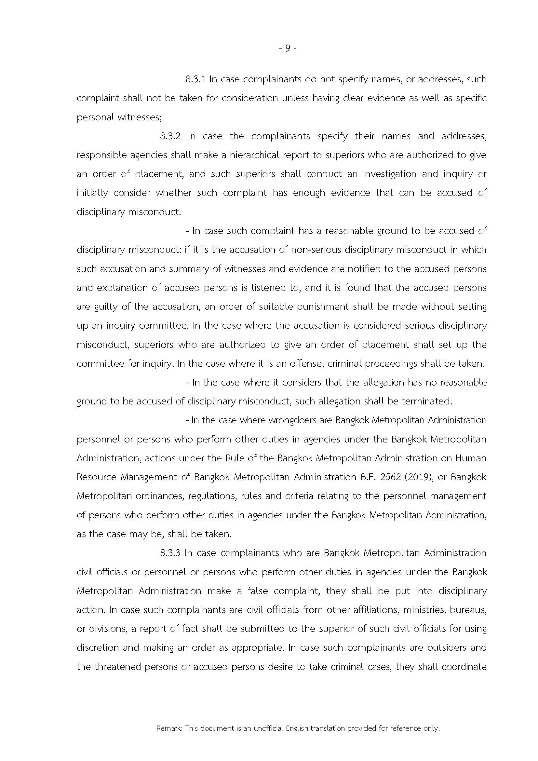 - 9 -
8.3.1 In case complainants do not specify names, or addresses, such
complaint shall not be taken for consideration unless having clear evidence as well as specific
personal witnesses;
8.3.2 In case the complainants specify their names and addresses,
responsible agencies shall make a hierarchical report to superiors who are authorized to give
an order of placement, and such superiors shall conduct an investigation and inquiry or
initially consider whether such complaint has enough evidence that can be accused of
disciplinary misconduct.
- In case such complaint has a reasonable ground to be accused of
disciplinary misconduct: if it is the accusation of non-serious disciplinary misconduct in which
such accusation and summary of witnesses and evidence are notified to the accused persons
and explanation of accused persons is listened to, and it is found that the accused persons
are guilty of the accusation, an order of suitable punishment shall be made without setting
up an inquiry committee. In the case where the accusation is considered serious disciplinary
misconduct, superiors who are authorized to give an order of placement shall set up the
committee for inquiry. In the case where it is an offense, criminal proceedings shall be taken.
- In the case where it considers that the allegation has no reasonable
ground to be accused of disciplinary misconduct, such allegation shall be terminated.
- In the case where wrongdoers are Bangkok Metropolitan Administration
personnel or persons who perform other duties in agencies under the Bangkok Metropolitan
Administration, actions under the Rule of the Bangkok Metropolitan Administration on Human
Resource Management of Bangkok Metropolitan Administration B.E. 2562 (2019), or Bangkok
Metropolitan ordinances, regulations, rules and criteria relating to the personnel management
of persons who perform other duties in agencies under the Bangkok Metropolitan Administration,
as the case may be, shall be taken.
8.3.3 In case complainants who are Bangkok Metropolitan Administration
civil officials or personnel or persons who perform other duties in agencies under the Bangkok
Metropolitan Administration make a false complaint, they shall be put into disciplinary
action. In case such complainants are civil officials from other affiliations, ministries, bureaus,
or divisions, a report of fact shall be submitted to the superior of such civil officials for using
discretion and making an order as appropriate. In case such complainants are outsiders and
the threatened persons or accused persons desire to take criminal cases, they shall coordinate
Remark: This document is an unofficial English translation provided for reference only.